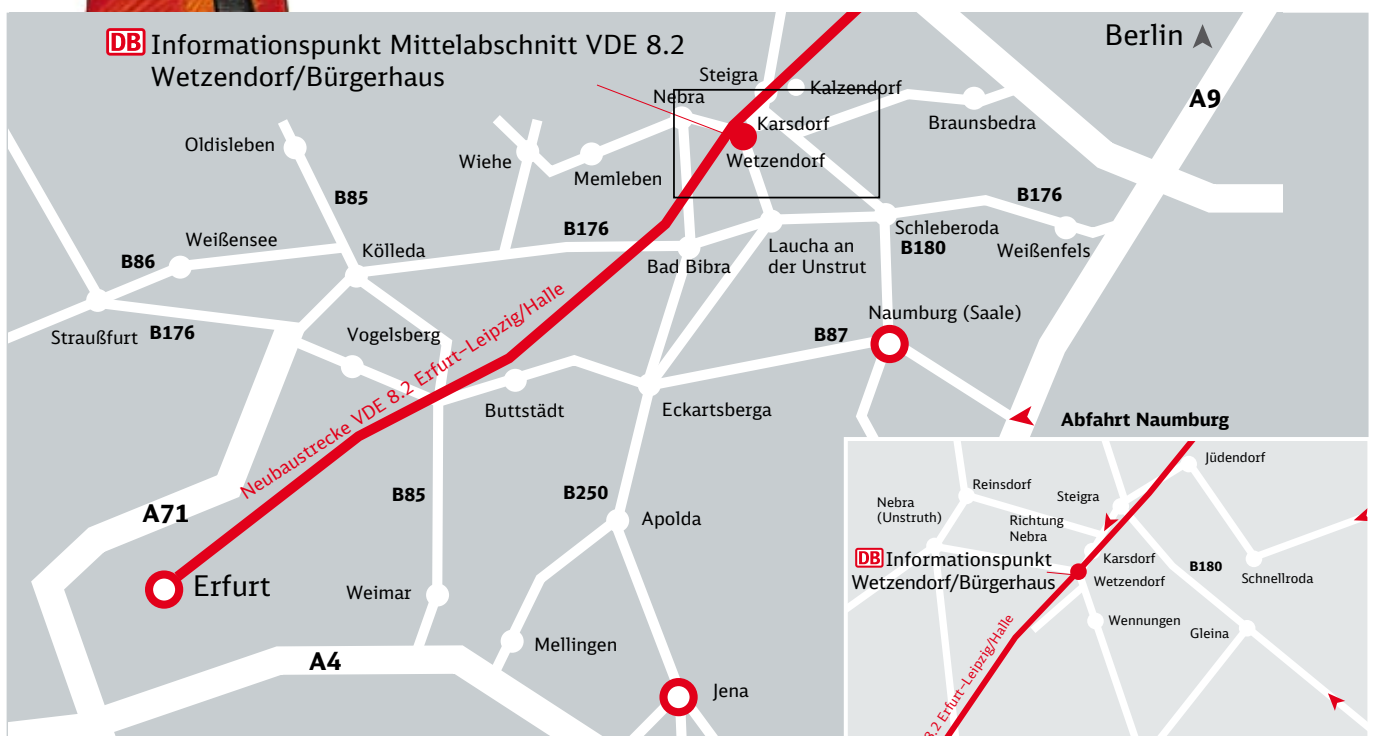 DB Informationspunkt Mittelabschnitt VDE 8.2
Wetzendorf/Bürgerhaus
Berlin
Steigra
Kalzendorf
Nebra
A9
Karsdorf
Braunsbedra
Oldisleben
Wiehe
Wetzendorf
Memleben
B85
B176
Weißensee
B176
Schleberoda
Kölleda
Laucha an
der Unstrut
B180
Weißenfels
B86
Bad Bibra
Naumburg (Saale)
Straußfurt
B176
Vogelsberg
B87
Neubaustrecke VDE 8.2 Erfurt–Leipzig/Halle
Buttstädt
Eckartsberga
Abfahrt Naumburg
A71
B85
B250
Apolda
Erfurt
Weimar
Mellingen
A4
Jena
Jüdendorf
Reinsdorf
Steigra
Nebra
(Unstruth)
Richtung
Nebra
DB Informationspunkt
Wetzendorf/Bürgerhaus
Karsdorf
Wetzendorf
B180
Schnellroda
Wennungen
Gleina
8.2 Erfurt–Leipzig/Halle